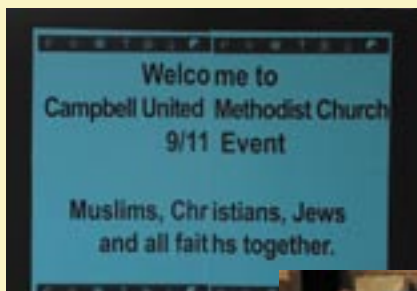 Welcome to
Campbell United Methodist Church
9/11 Event
Muslims, Christians, Jews
and all faiths together.